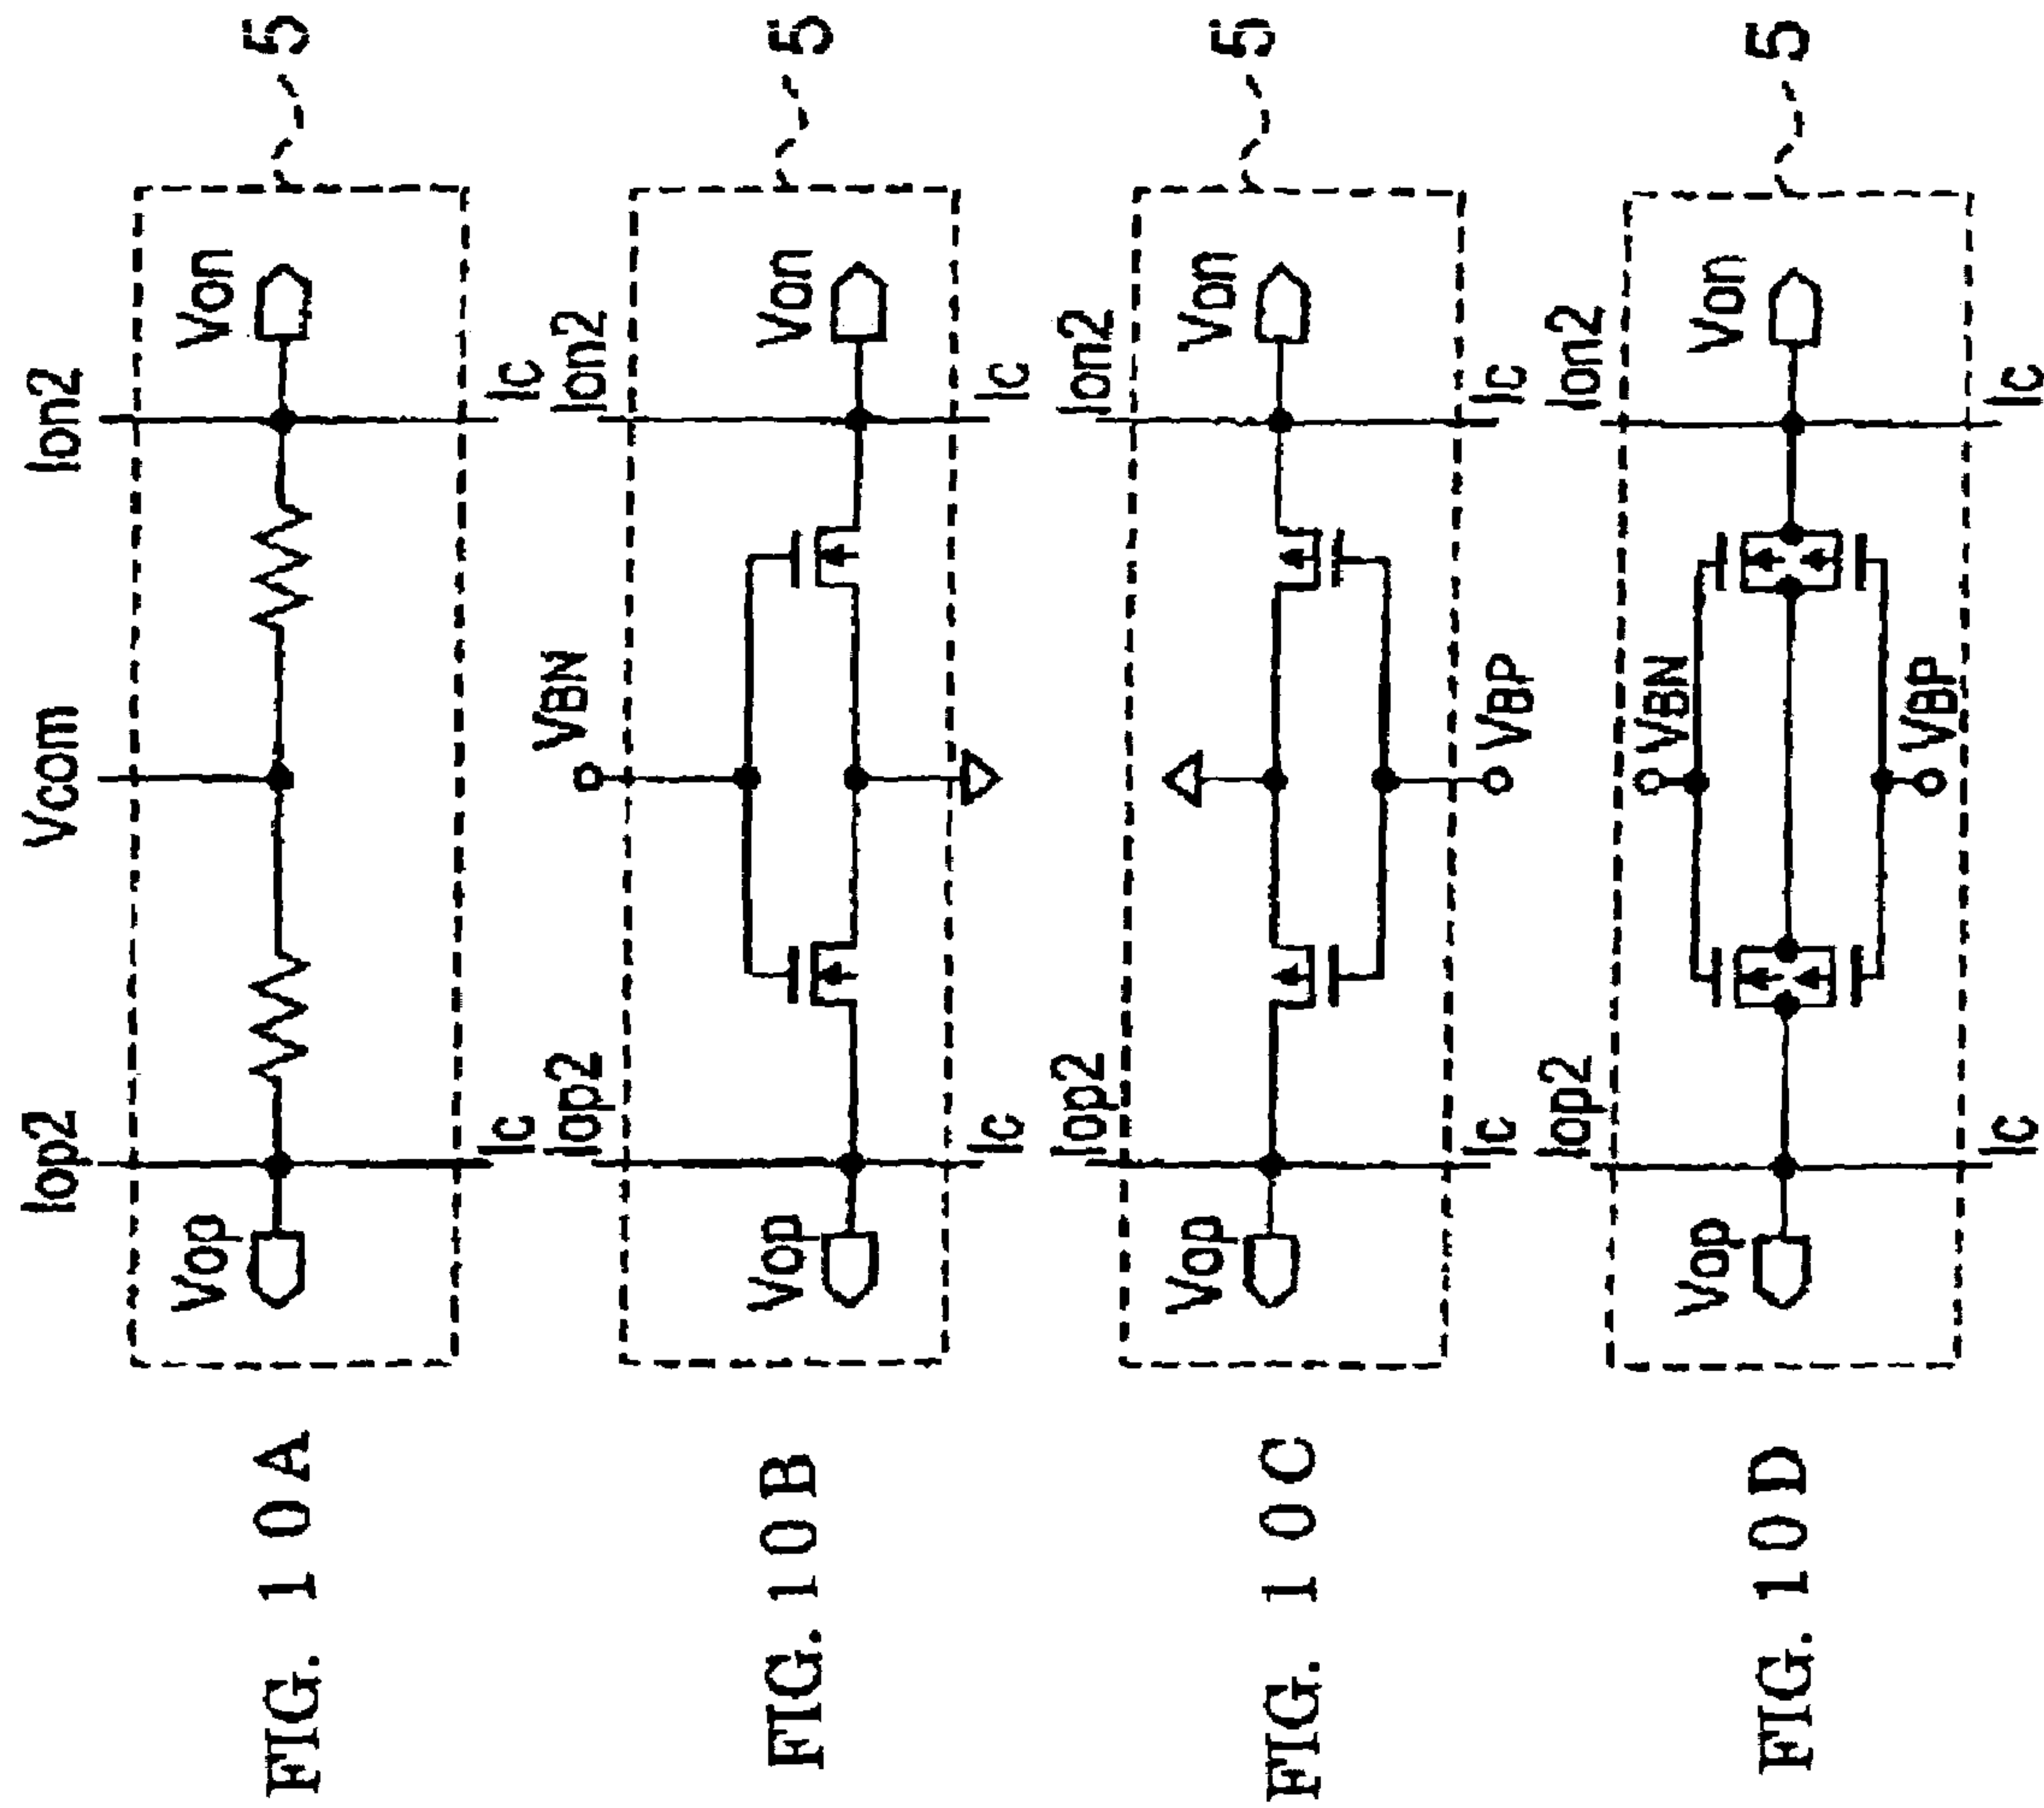 FIG. 10A
Iop2 Vcom Ion2
Vop Von
Ic Ic
5
FIG. 10B
Iop2 VBN Ion2
Vop Von
Ic Ic
5
FIG. 10C
Iop2 Ion2
Vop Von
Ic VBP Ic
5
FIG. 10D
Iop2 Ion2
VBN
Vop Von
VBP
Ic Ic
5